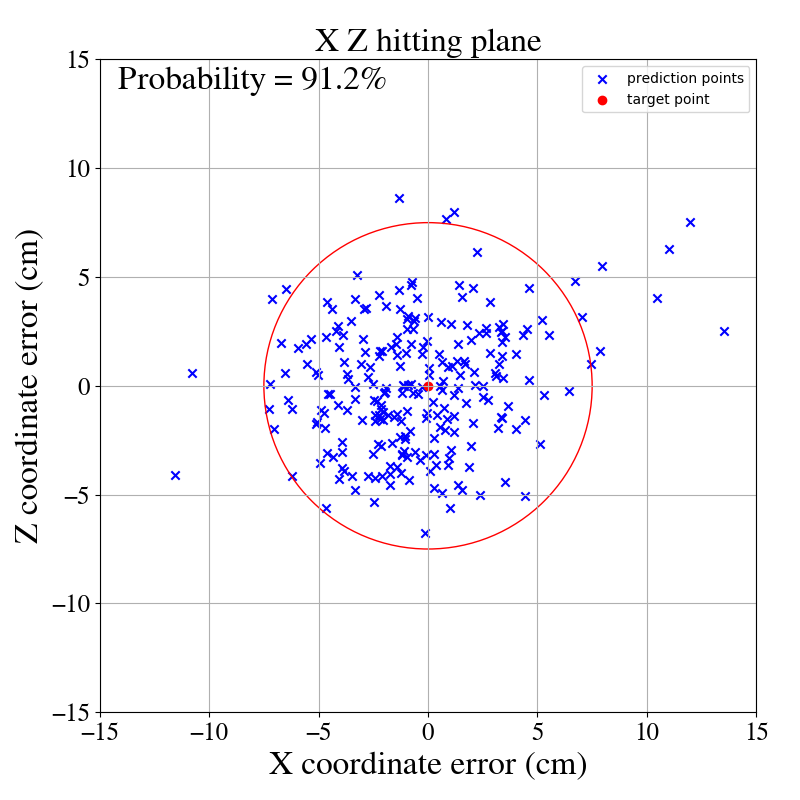 X Z hitting plane
Probability = 91.2%
prediction points
target point
15
10
5
0
−5
−10
−15
Z coordinate error (cm)
−15 −10 −5 0 5 10 15
X coordinate error (cm)